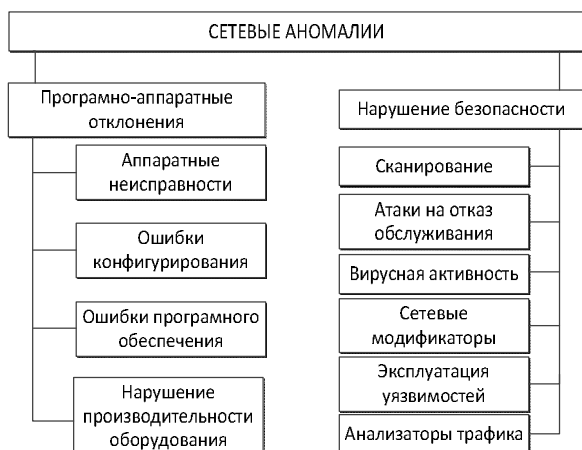 СЕТЕВЫЕ АНОМАЛИИ
Програмно-аппаратные
отклонения
Аппаратные
неисправности
Ошибки
конфигурирования
Ошибки програмного
обеспечения
Нарушение
производительности
оборудования
Нарушение безопасности
Сканирование
Атаки на отказ
обслуживания
Вирусная активность
Сетевые
модификаторы
Эксплуатация
уязвимостей
Анализаторы трафика